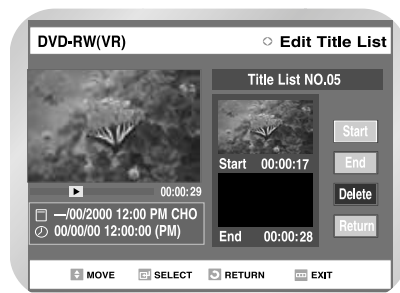 DVD-RW(VR)
Edit Title List
Title List NO.05
Start 00:00:17
Start
End
Delete
Return
00:00:29
—/00/2000 12:00 PM CHO
00/00/00 12:00:00 (PM)
End 00:00:28
MOVE SELECT RETURN EXIT